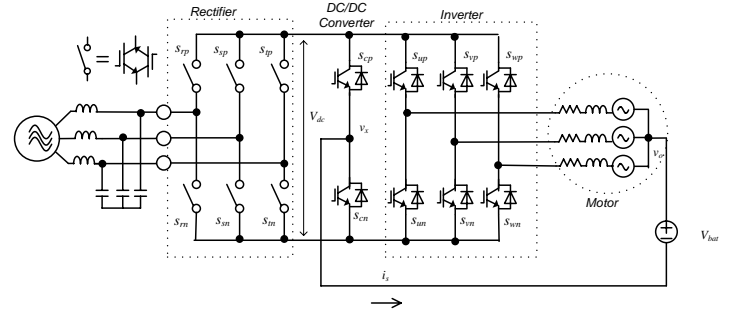 DC/DC
Converter
Rectifier
Inverter
s_rp
s_sp
s_tp
s_cp
s_up
s_vp
s_wp
=
V_dc
v_x
v_o
s_rn
s_sn
s_tn
s_cn
s_un
s_vn
s_wn
Motor
V_bat
i_s